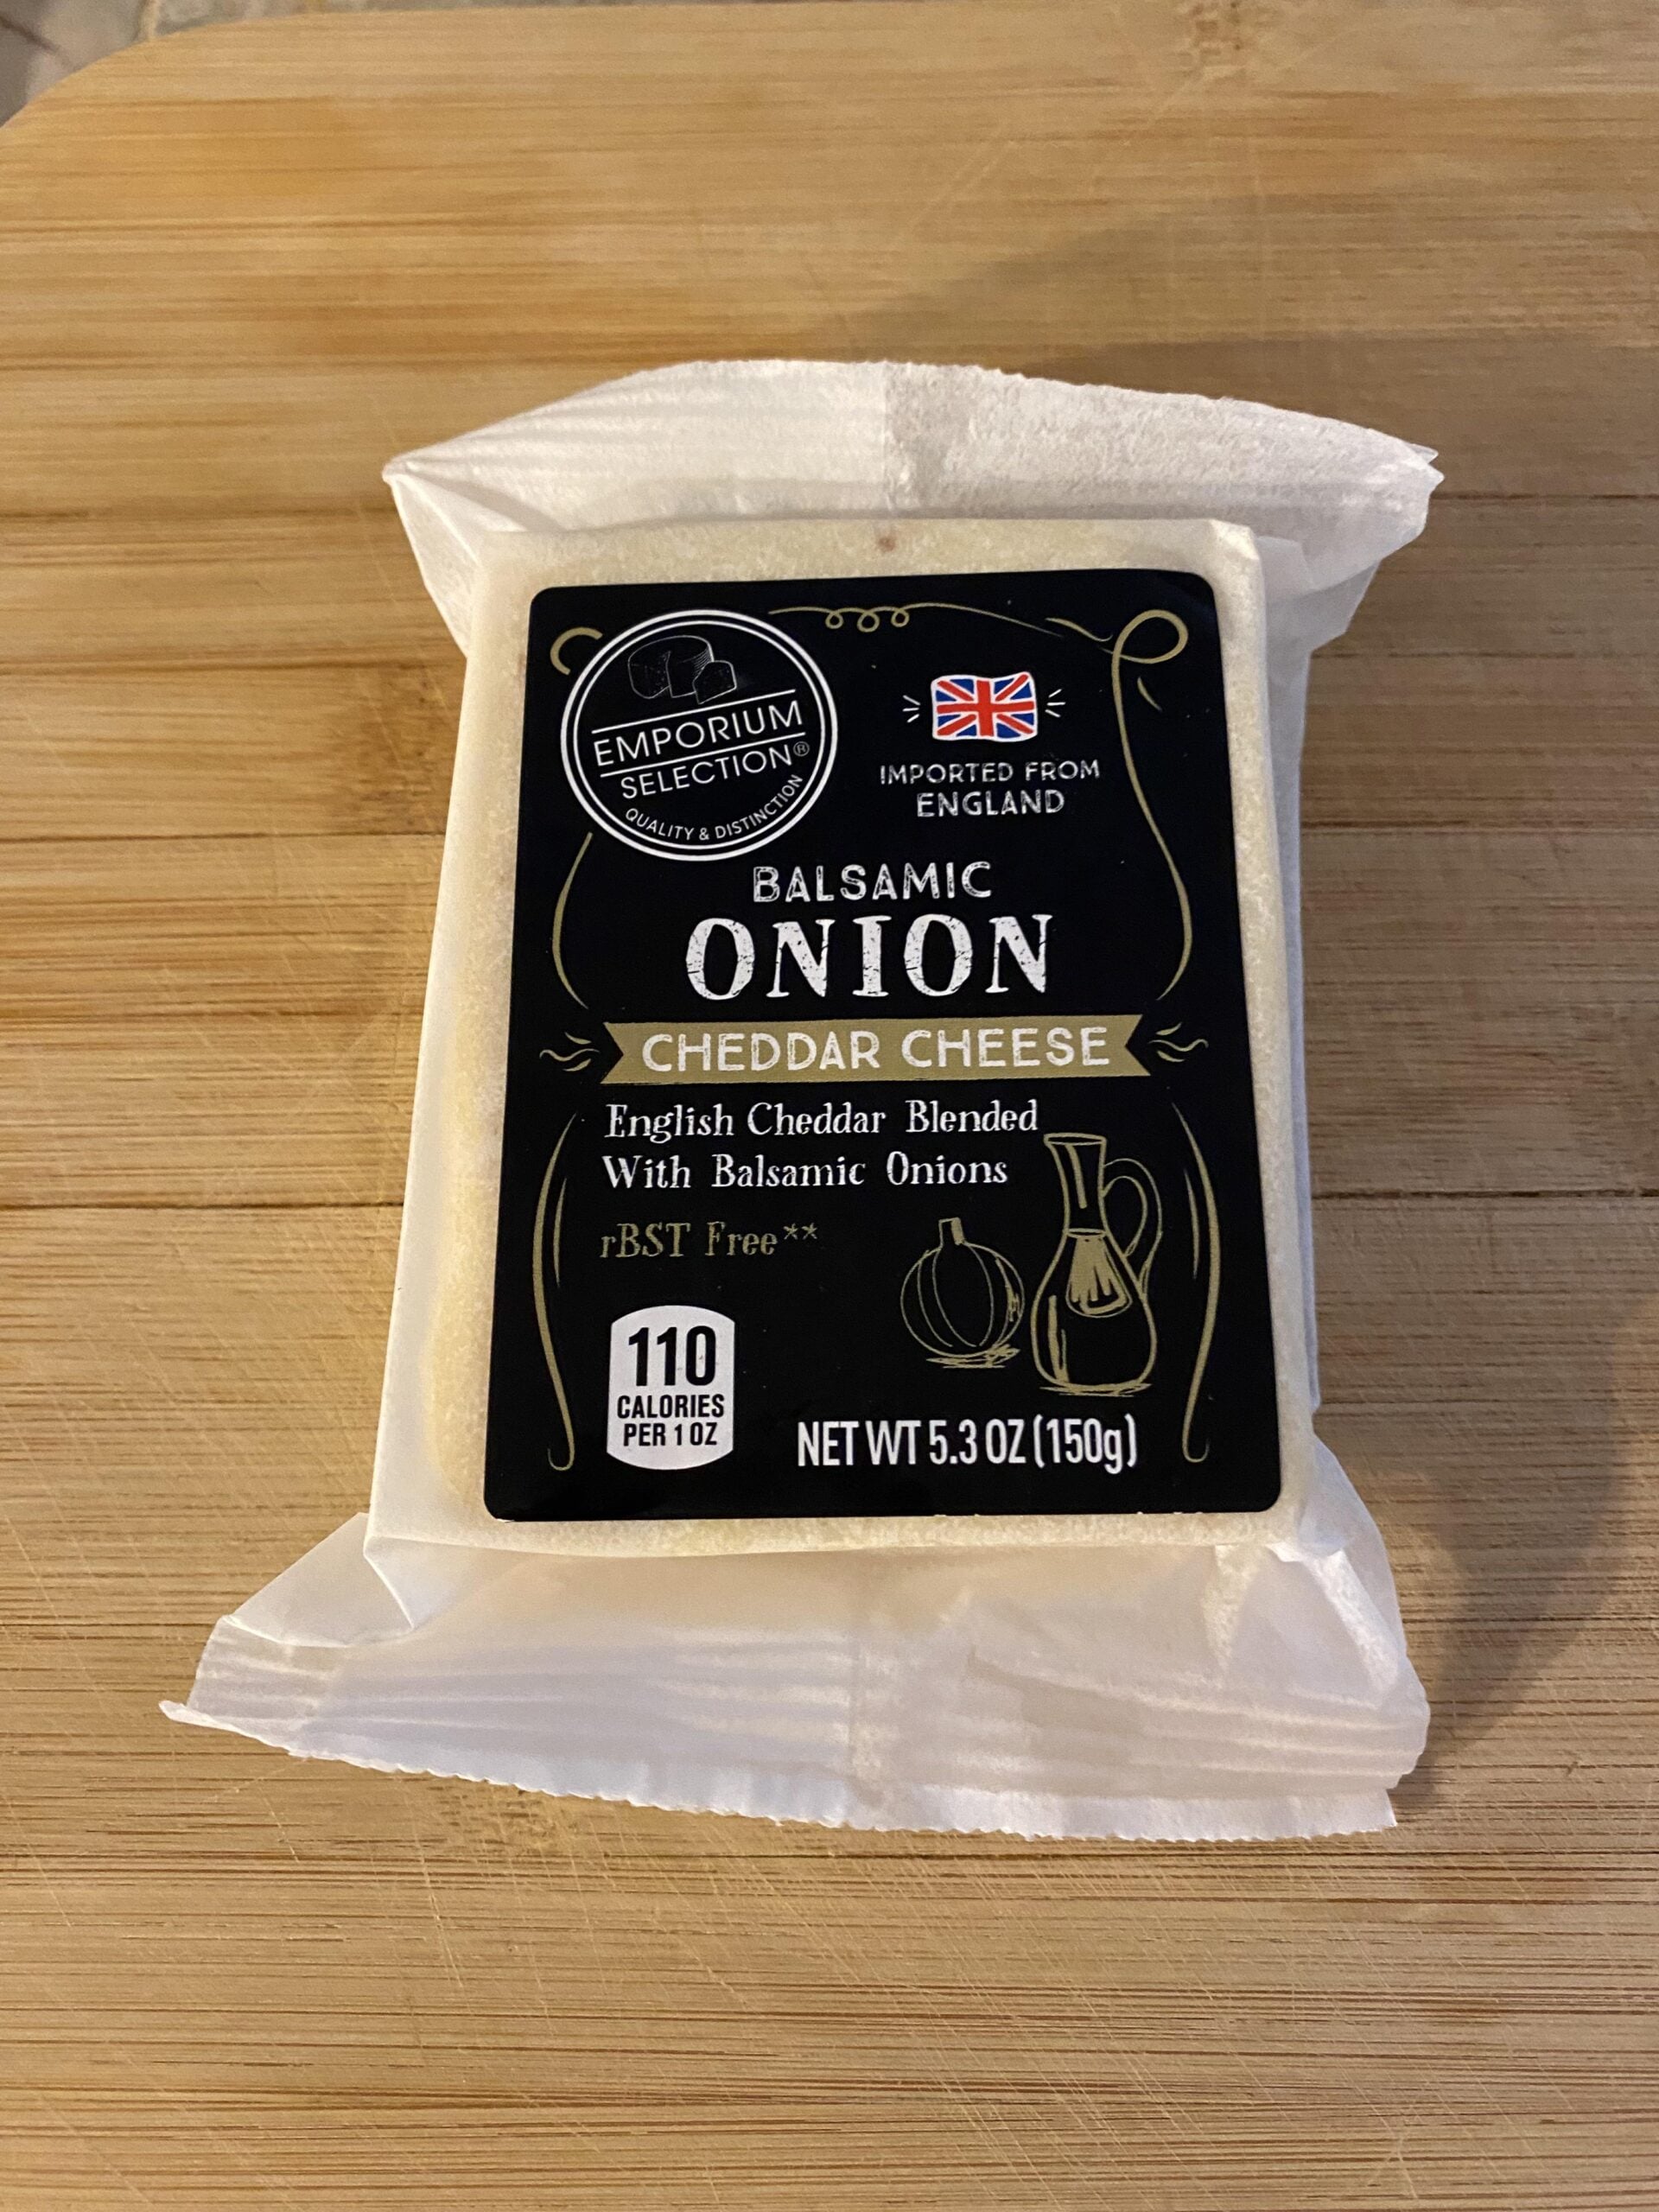 EMPORIUM
SELECTION®
QUALITY & DISTINCTION
IMPORTED FROM
ENGLAND
BALSAMIC
ONION
CHEDDAR CHEESE
English Cheddar Blended
With Balsamic Onions
rBST Free**
110
CALORIES
PER 1 OZ
NET WT 5.3 OZ (150g)